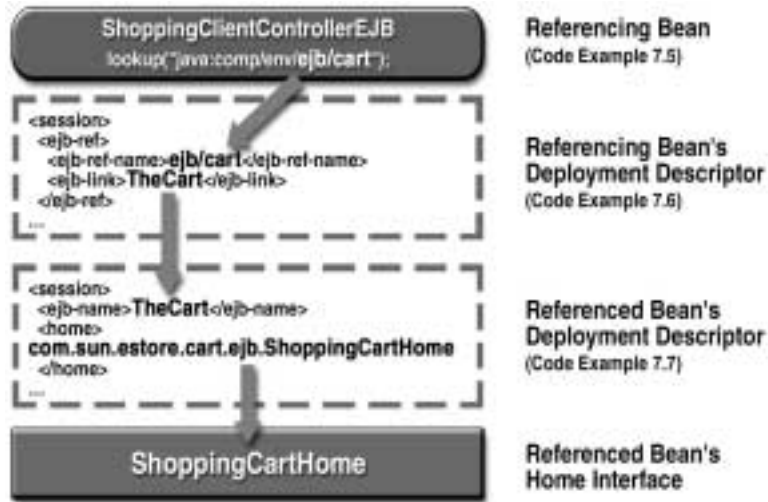 ShoppingClientControllerEJB
lookup("java:comp/env/ejb/cart");
Referencing Bean
(Code Example 7.5)
<session>
<ejb-ref>
<ejb-ref-name>ejb/cart</ejb-ref-name>
<ejb-link>TheCart</ejb-link>
</ejb-ref>
...
Referencing Bean's
Deployment Descriptor
(Code Example 7.6)
<session>
<ejb-name>TheCart</ejb-name>
<home>
com.sun.estore.cart.ejb.ShoppingCartHome
</home>
...
Referenced Bean's
Deployment Descriptor
(Code Example 7.7)
ShoppingCartHome
Referenced Bean's
Home Interface